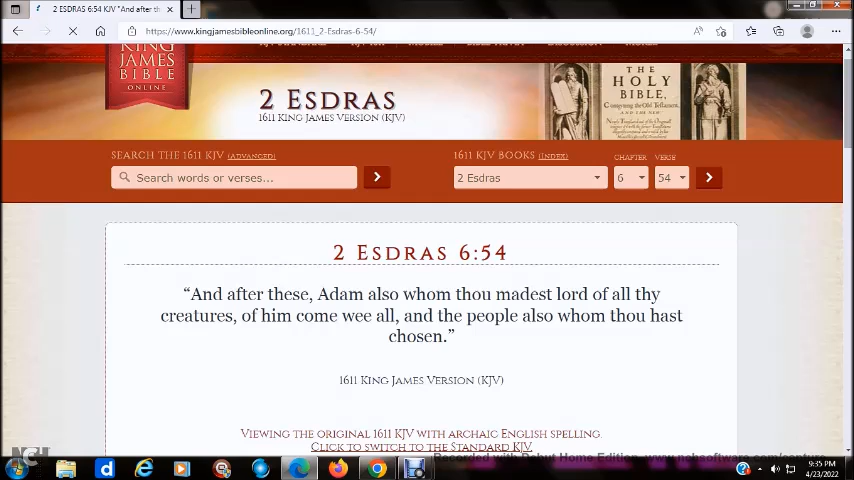 2 ESDRAS 6:54 KJV "And after th
https://www.kingjamesbibleonline.org/1611_2-Esdras-6-54/
KING
JAMES
BIBLE
ONLINE
2 ESDRAS
1611 KING JAMES VERSION (KJV)
THE
HOLY
BIBLE,
SEARCH THE 1611 KJV (ADVANCED)
1611 KJV BOOKS (INDEX)
CHAPTER
VERSE
Search words or verses...
2 Esdras
6
54
2 ESDRAS 6:54
“And after these, Adam also whom thou madest lord of all thy
creatures, of him come wee all, and the people also whom thou hast
chosen.”
1611 KING JAMES VERSION (KJV)
VIEWING THE ORIGINAL 1611 KJV WITH ARCHAIC ENGLISH SPELLING.
CLICK TO SWITCH TO THE STANDARD KJV.
NCH
Recorded with Debut Home Edition. www.nchsoftware.com/capture
9:35 PM
4/23/2022